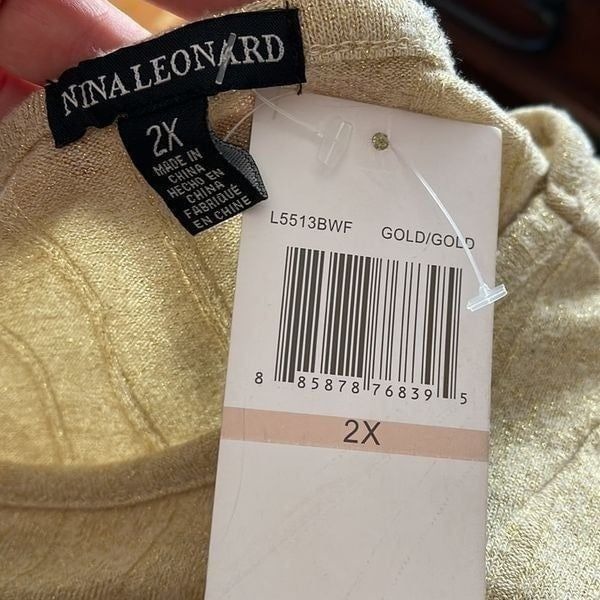 NINA LEONARD
2X
MADE IN
CHINA
HECHO EN
CHINA
FABRIQUÉ
EN CHINE
L5513BWF GOLD/GOLD
8 85878 76839 5
2X